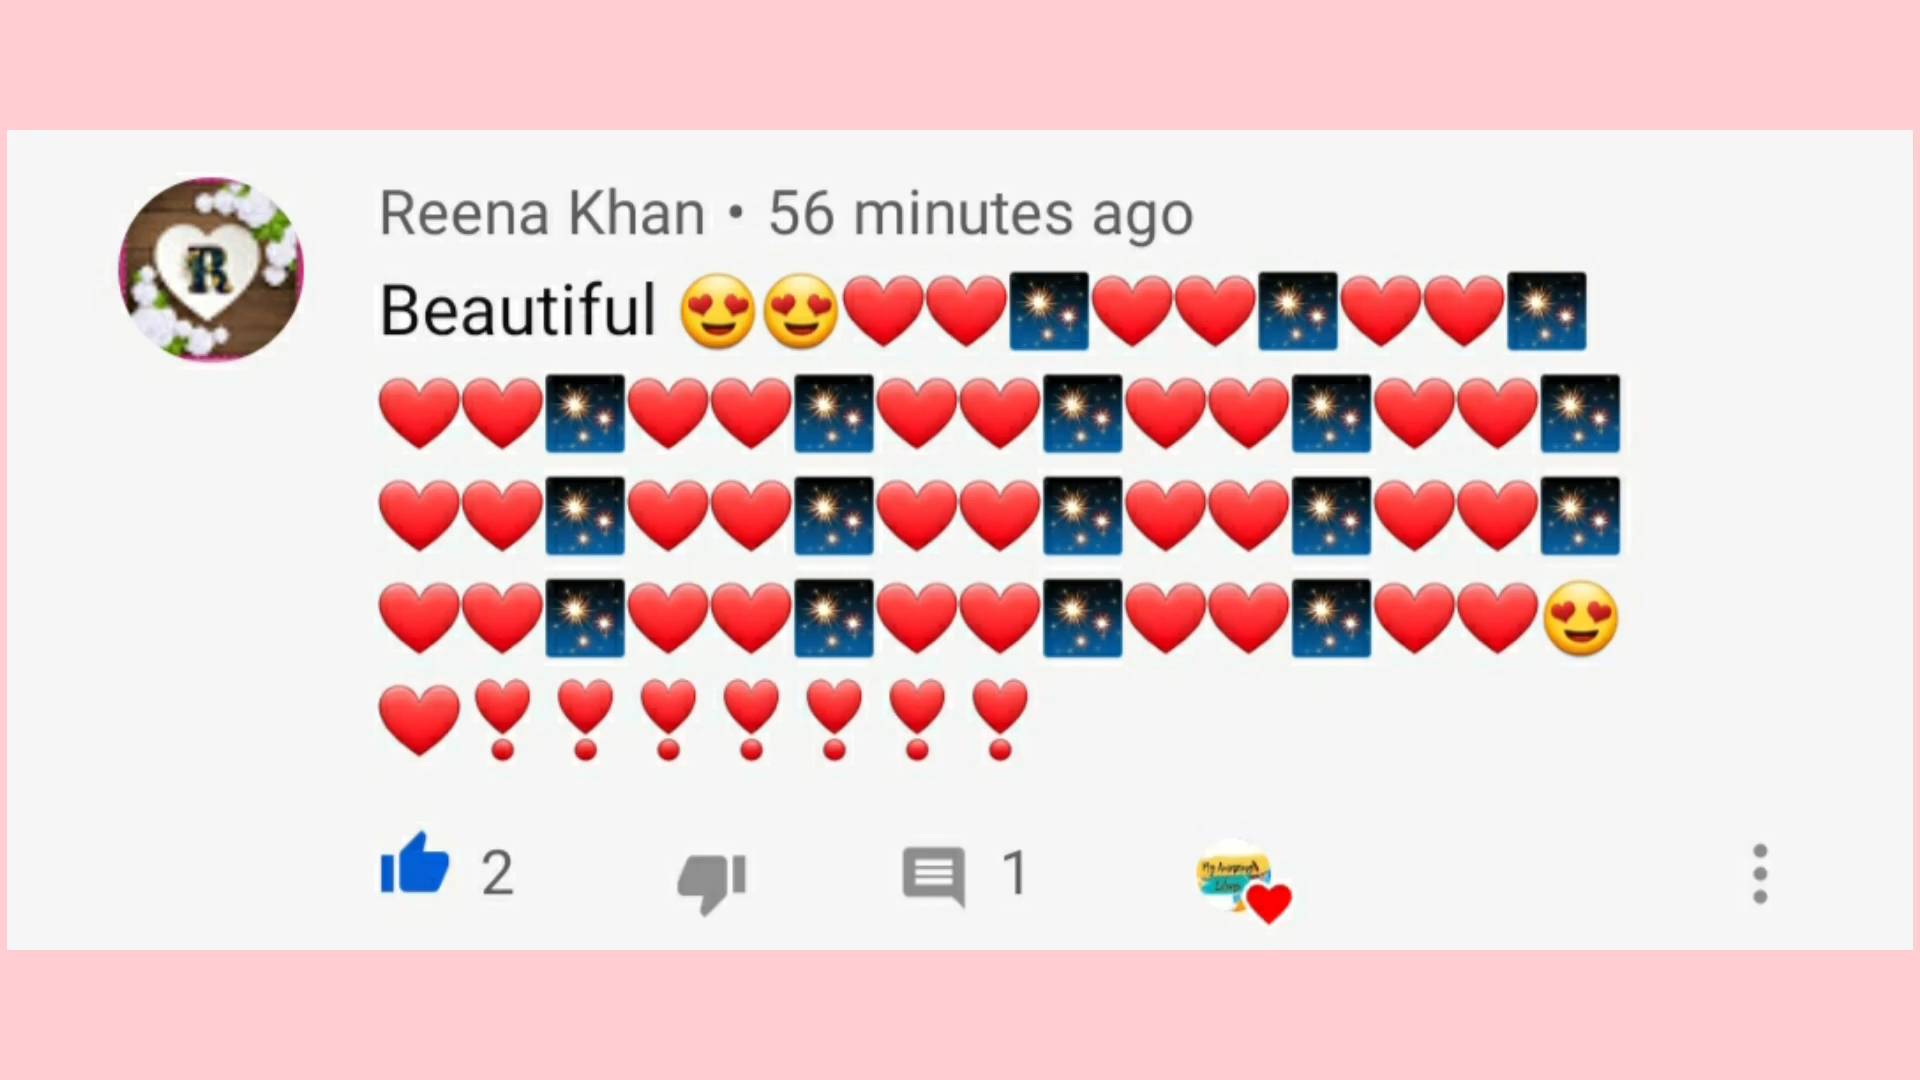 R
Reena Khan • 56 minutes ago
Beautiful 😍😍❤️❤️🎇❤️❤️🎇❤️❤️🎇
❤️❤️🎇❤️❤️🎇❤️❤️🎇❤️❤️🎇❤️❤️🎇
❤️❤️🎇❤️❤️🎇❤️❤️🎇❤️❤️🎇❤️❤️🎇
❤️❤️🎇❤️❤️🎇❤️❤️🎇❤️❤️🎇❤️❤️😍
❤️❣️❣️❣️❣️❣️❣️❣️
2 1